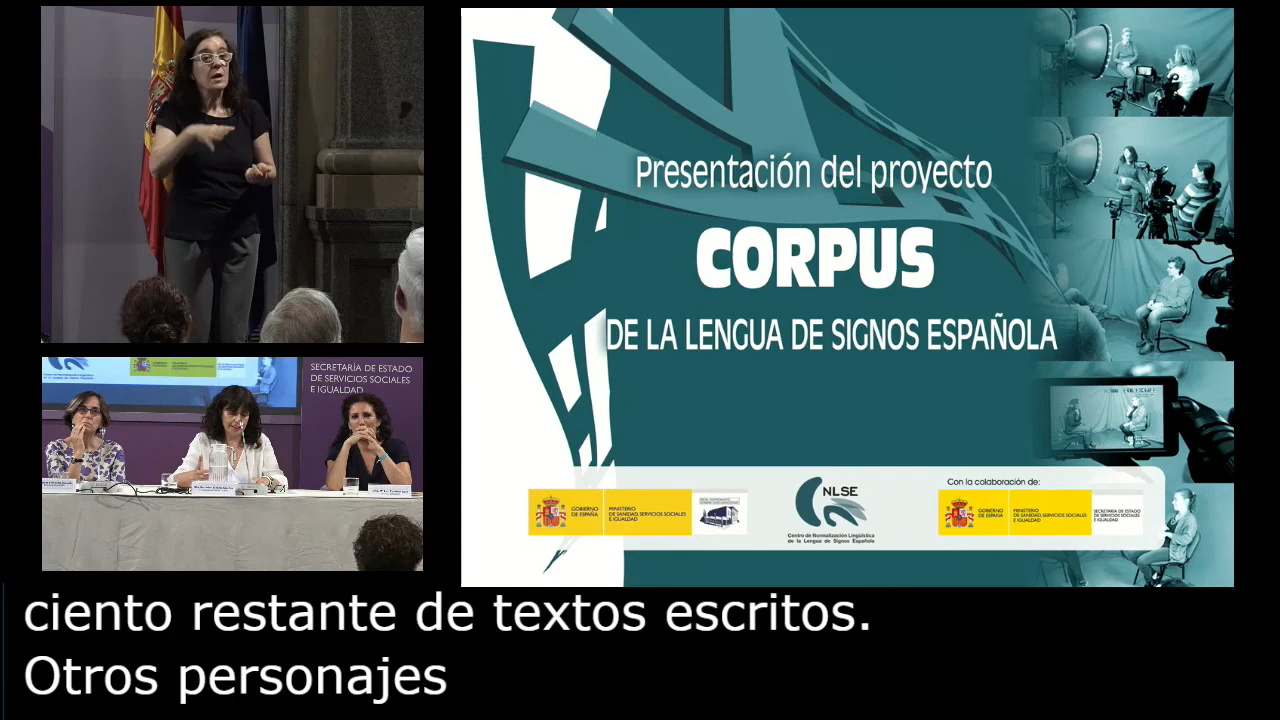 SECRETARÍA DE ESTADO
DE SERVICIOS SOCIALES
E IGUALDAD
Presentación del proyecto
CORPUS
DE LA LENGUA DE SIGNOS ESPAÑOLA
Con la colaboración de:
GOBIERNO
DE ESPAÑA
MINISTERIO
DE SANIDAD, SERVICIOS SOCIALES
E IGUALDAD
NLSE
Centro de Normalización Lingüística
de la Lengua de Signos Española
GOBIERNO
DE ESPAÑA
MINISTERIO
DE SANIDAD, SERVICIOS SOCIALES
E IGUALDAD
SECRETARÍA DE ESTADO
DE SERVICIOS SOCIALES
E IGUALDAD
ciento restante de textos escritos.
Otros personajes